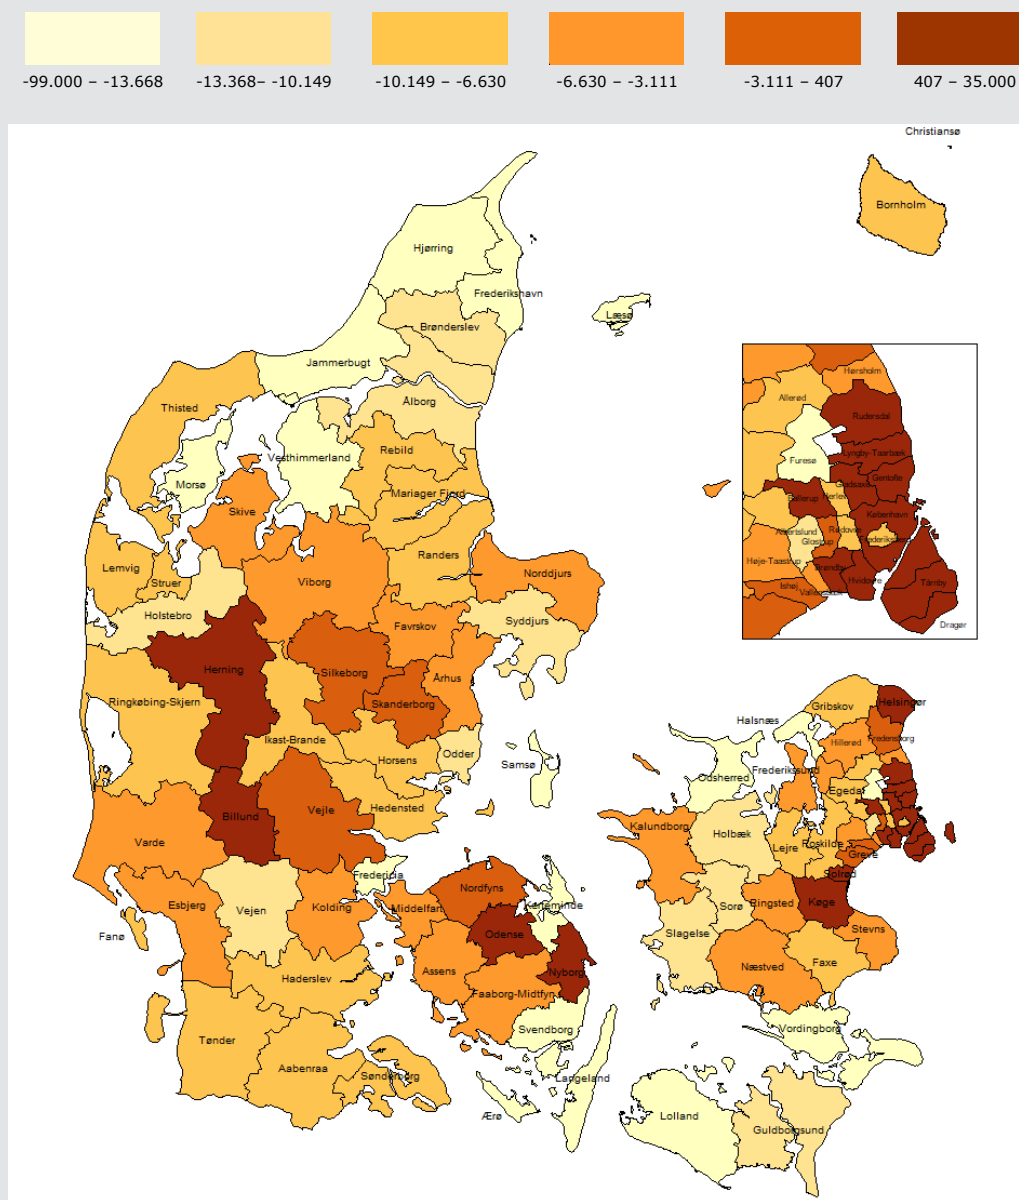 -99.000 – -13.668 -13.368– -10.149 -10.149 – -6.630 -6.630 – -3.111 -3.111 – 407 407 – 35.000
Christiansø
Bornholm
Hjørring
Frederikshavn
Læsø
Brønderslev
Jammerbugt
Ålborg
Thisted
Rebild
Vesthimmerland
Morsø
Mariager Fjord
Skive
Randers
Lemvig
Struer
Viborg
Norddjurs
Holstebro
Favrskov
Syddjurs
Herning
Silkeborg
Århus
Skanderborg
Ringkøbing-Skjern
Ikast-Brande
Odder
Horsens
Samsø
Hedensted
Billund
Vejle
Varde
Fredericia
Esbjerg
Vejen
Kolding
Middelfart
Nordfyns
Kerteminde
Fanø
Odense
Nyborg
Assens
Faaborg-Midtfyn
Haderslev
Svendborg
Tønder
Aabenraa
Sønderborg
Langeland
Ærø
Hørsholm
Allerød
Rudersdal
Furesø
Lyngby-Taarbæk
Gladsaxe
Gentofte
Ballerup
Herlev
København
Albertslund
Rødovre
Frederiksberg
Glostrup
Høje-Taastrup
Brøndby
Hvidovre
Tårnby
Ishøj
Vallensbæk
Dragør
Gribskov
Helsingør
Halsnæs
Hillerød
Fredensborg
Odsherred
Frederikssund
Egedal
Kalundborg
Holbæk
Lejre
Roskilde
Greve
Solrød
Køge
Sorø
Ringsted
Stevns
Slagelse
Næstved
Faxe
Vordingborg
Lolland
Guldborgsund